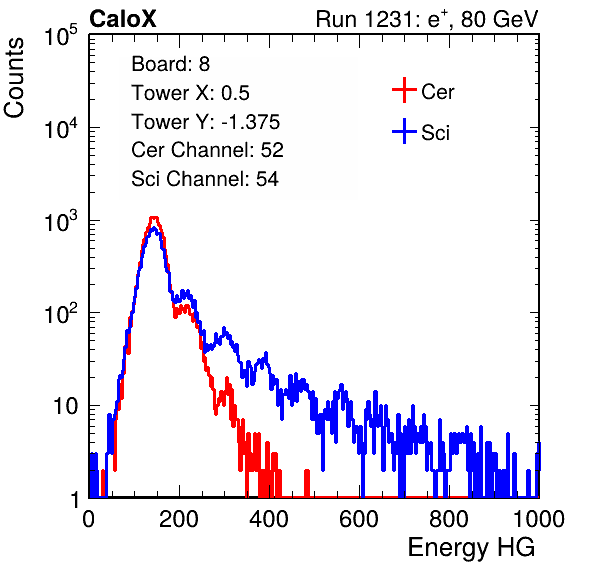 CaloX Run 1231: e⁺, 80 GeV
Counts
Board: 8
Tower X: 0.5
Tower Y: -1.375
Cer Channel: 52
Sci Channel: 54
Cer
Sci
10⁵
10⁴
10³
10²
10
1
0 200 400 600 800 1000
Energy HG